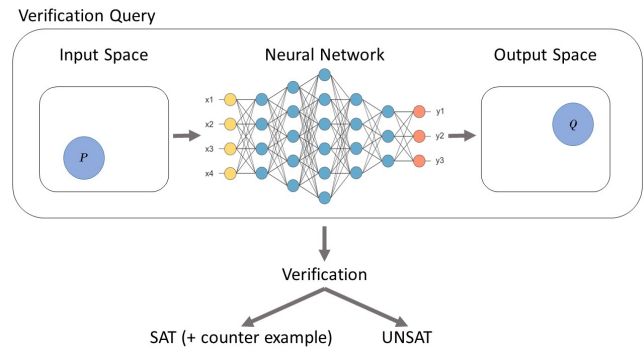 Verification Query
Input Space
Neural Network
Output Space
x1
x2
x3
x4
P
y1
y2
y3
Q
Verification
SAT (+ counter example)
UNSAT